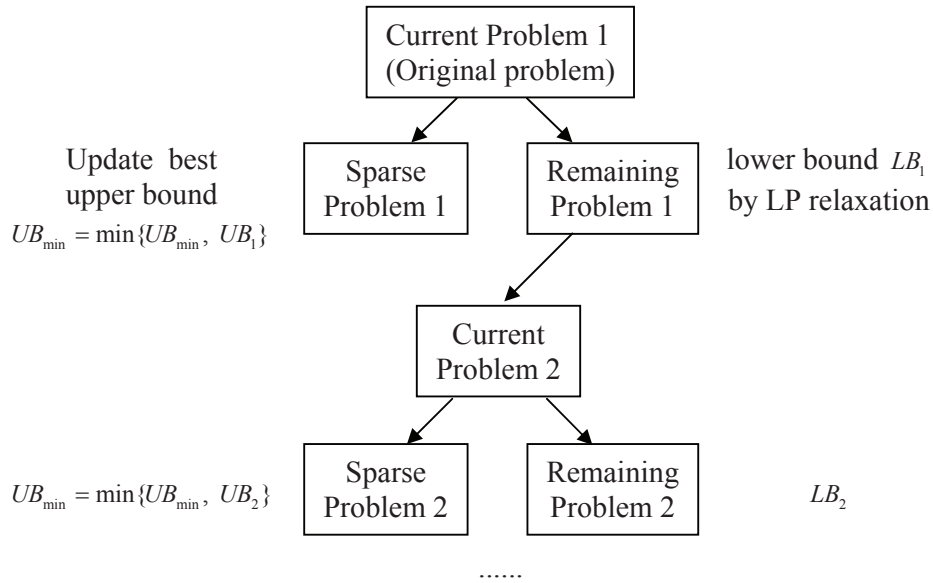 Current Problem 1
(Original problem)
Update best
upper bound
UB_min = min{UB_min, UB_1}
Sparse
Problem 1
Remaining
Problem 1
lower bound LB_1
by LP relaxation
Current
Problem 2
UB_min = min{UB_min, UB_2}
Sparse
Problem 2
Remaining
Problem 2
LB_2
......